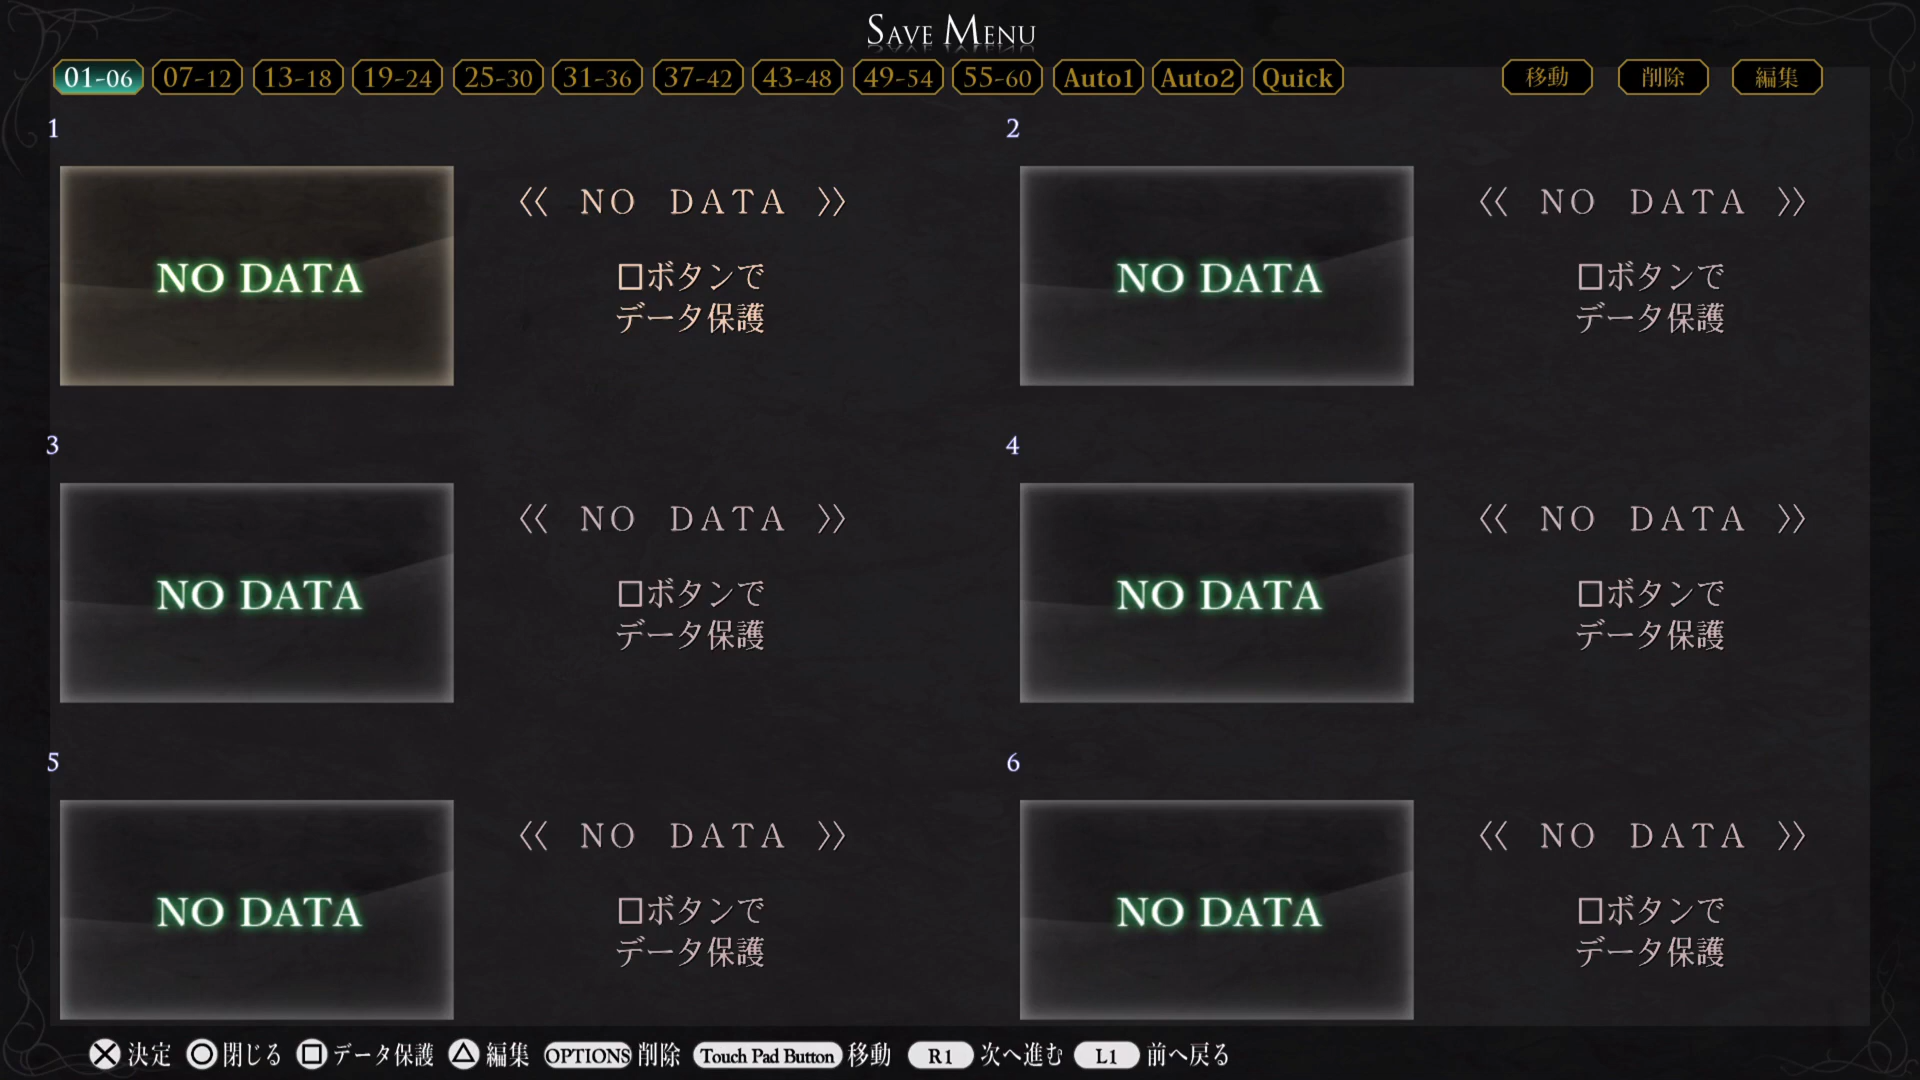 SAVE MENU
01-06 07-12 13-18 19-24 25-30 31-36 37-42 43-48 49-54 55-60 Auto1 Auto2 Quick 移動 削除 編集
1
NO DATA
《 NO DATA 》
□ボタンで
データ保護
2
NO DATA
《 NO DATA 》
□ボタンで
データ保護
3
NO DATA
《 NO DATA 》
□ボタンで
データ保護
4
NO DATA
《 NO DATA 》
□ボタンで
データ保護
5
NO DATA
《 NO DATA 》
□ボタンで
データ保護
6
NO DATA
《 NO DATA 》
□ボタンで
データ保護
決定 閉じる データ保護 編集 OPTIONS 削除 Touch Pad Button 移動 R1 次へ進む L1 前へ戻る